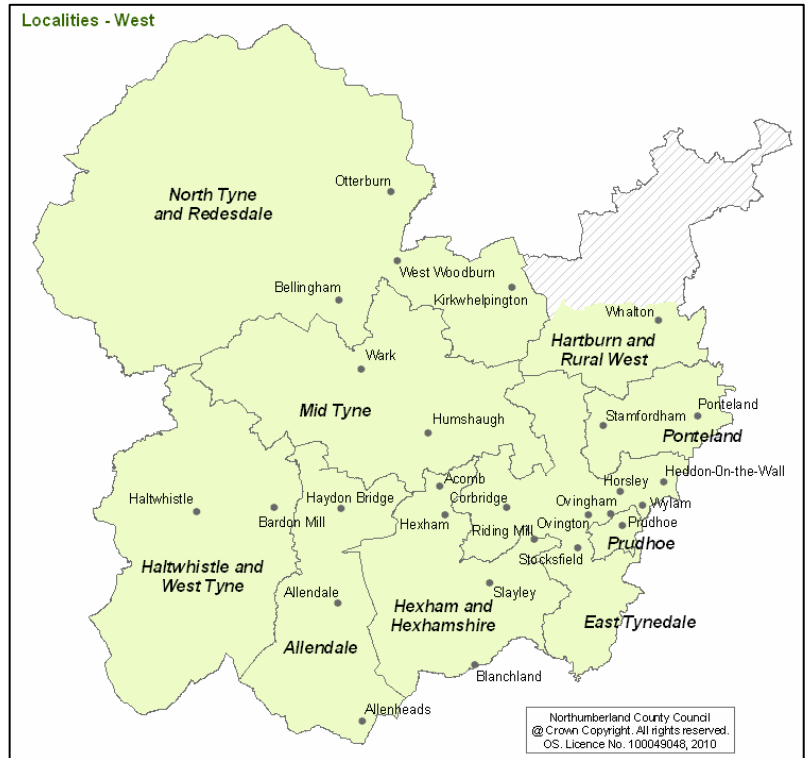 Localities - West
Otterburn
North Tyne
and Redesdale
West Woodburn
Bellingham
Kirkwhelpington
Whalton
Hartburn and
Rural West
Wark
Mid Tyne
Humshaugh
Stamfordham
Ponteland
Ponteland
Heddon-On-the-Wall
Acomb
Horsley
Haltwhistle
Haydon Bridge
Corbridge
Ovingham
Wylam
Bardon Mill
Hexham
Riding Mill
Ovington
Prudhoe
Prudhoe
Stocksfield
Haltwhistle and
West Tyne
Allendale
Slayley
Hexham and
Hexhamshire
East Tynedale
Allendale
Blanchland
Allenheads
Northumberland County Council
@ Crown Copyright. All rights reserved.
OS. Licence No. 100049048, 2010